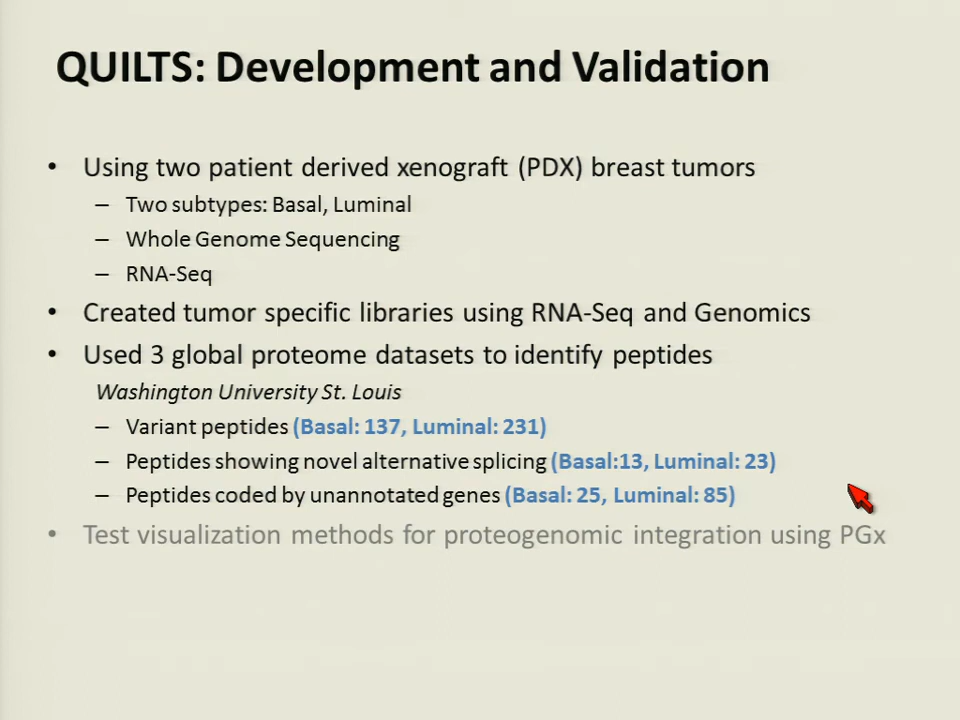 QUILTS: Development and Validation
• Using two patient derived xenograft (PDX) breast tumors
– Two subtypes: Basal, Luminal
– Whole Genome Sequencing
– RNA-Seq
• Created tumor specific libraries using RNA-Seq and Genomics
• Used 3 global proteome datasets to identify peptides
Washington University St. Louis
– Variant peptides (Basal: 137, Luminal: 231)
– Peptides showing novel alternative splicing (Basal:13, Luminal: 23)
– Peptides coded by unannotated genes (Basal: 25, Luminal: 85)
• Test visualization methods for proteogenomic integration using PGx